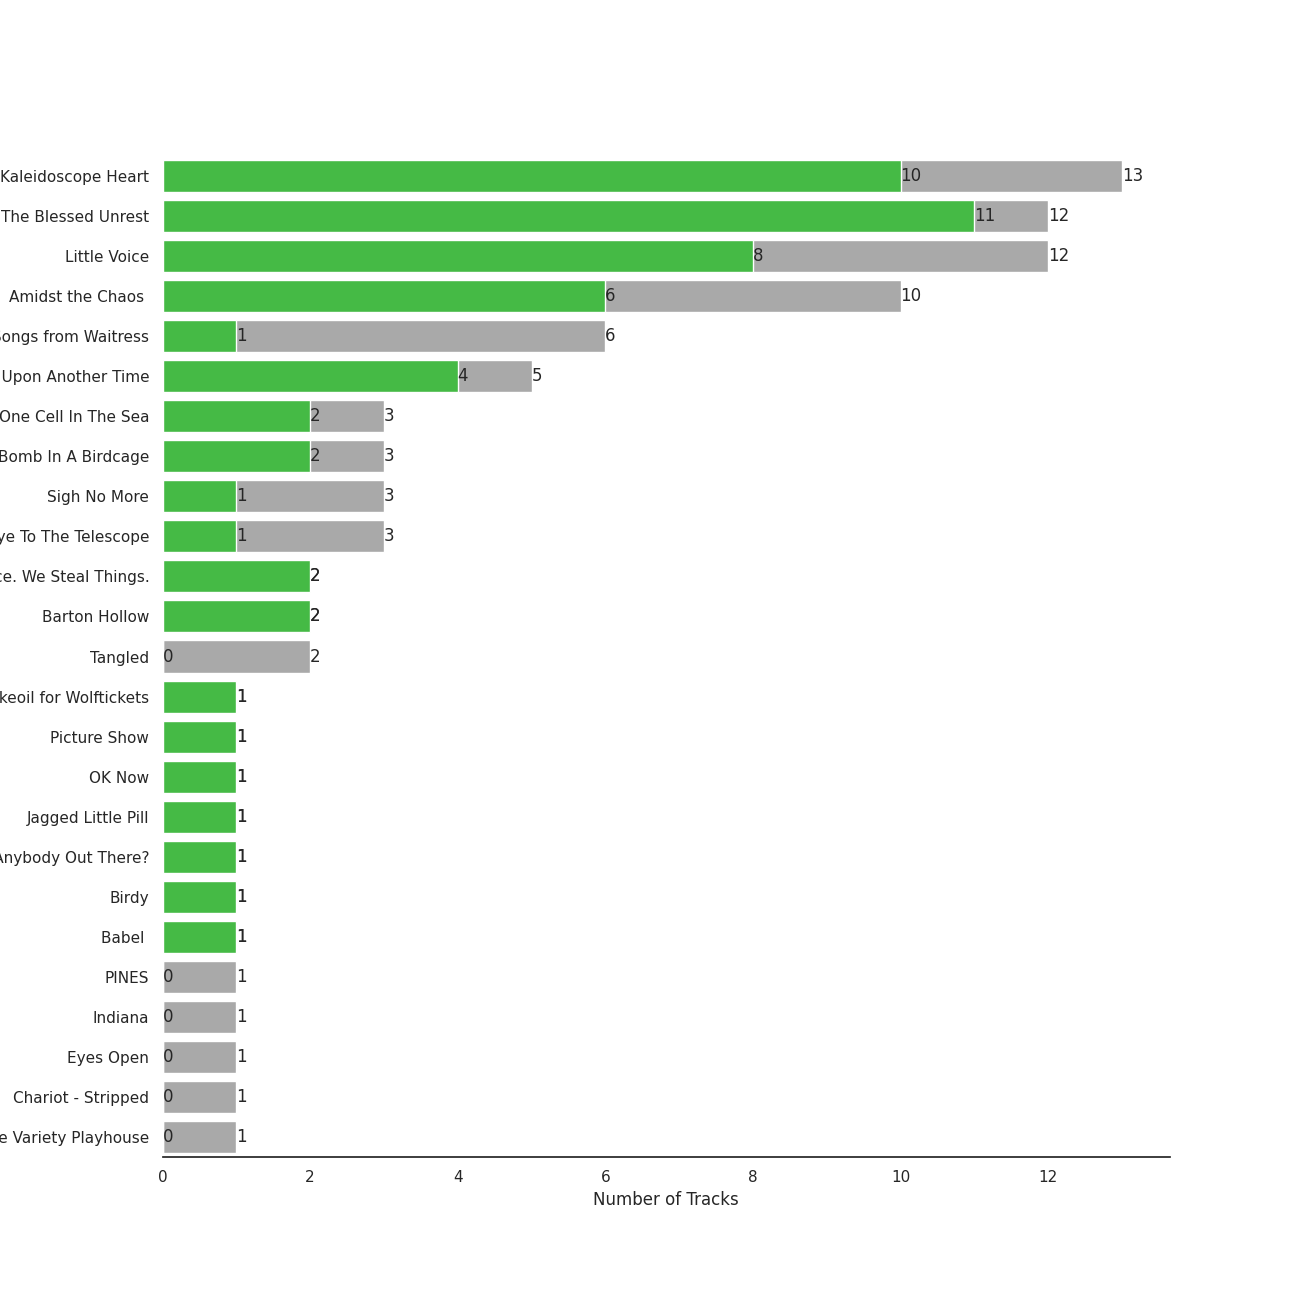 Kaleidoscope Heart 10 13
The Blessed Unrest 11 12
Little Voice 8 12
Amidst the Chaos 6 10
Songs from Waitress 1 6
Upon Another Time 4 5
One Cell In The Sea 2 3
Bomb In A Birdcage 2 3
Sigh No More 1 3
ye To The Telescope 1 3
ce. We Steal Things. 2
Barton Hollow 2
Tangled 0 2
keoil for Wolftickets 1
Picture Show 1
OK Now 1
Jagged Little Pill 1
Anybody Out There? 1
Birdy 1
Babel 1
PINES 0 1
Indiana 0 1
Eyes Open 0 1
Chariot - Stripped 0 1
e Variety Playhouse 0 1
0 2 4 6 8 10 12
Number of Tracks